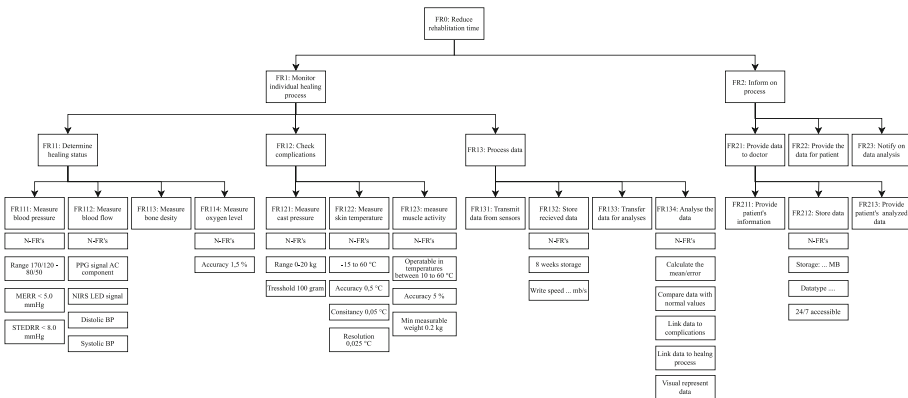 FR0: Reduce
rehablitation time
FR1: Monitor
individual healing
process
FR2: Inform on
process
FR11: Determine
healing status
FR12: Check
complications
FR13: Process data
FR21: Provide data
to doctor
FR22: Provide the
data for patient
FR23: Notify on
data analysis
FR111: Measure
blood pressure
FR112: Measure
blood flow
FR113: Measure
bone desity
FR114: Measure
oxygen level
FR121: Measure
cast pressure
FR122: Measure
skin temperature
FR123: measure
muscle activity
FR131: Transmit
data from sensors
FR132: Store
recieved data
FR133: Transfer
data for analyses
FR134: Analyse the
data
FR211: Provide
patient's
information
FR212: Store data
FR213: Provide
patient's analyzed
data
N-FR's
N-FR's
N-FR's
N-FR's
N-FR's
N-FR's
N-FR's
N-FR's
N-FR's
Range 170/120 -
80/50
MERR < 5.0
mmHg
STEDRR < 8.0
mmHg
PPG signal AC
component
NIRS LED signal
Distolic BP
Systolic BP
Accuracy 1,5 %
Range 0-20 kg
Tresshold 100 gram
-15 to 60 °C
Accuracy 0,5 °C
Consitancy 0,05 °C
Resolution
0,025 °C
Operatable in
temperatures
between 10 to 60 °C
Accuracy 5 %
Min measurable
weight 0.2 kg
8 weeks storage
Write speed ... mb/s
Calculate the
mean/error
Compare data with
normal values
Link data to
complications
Link data to healng
process
Visual represent
data
Storage: ... MB
Datatype ....
24/7 accessible